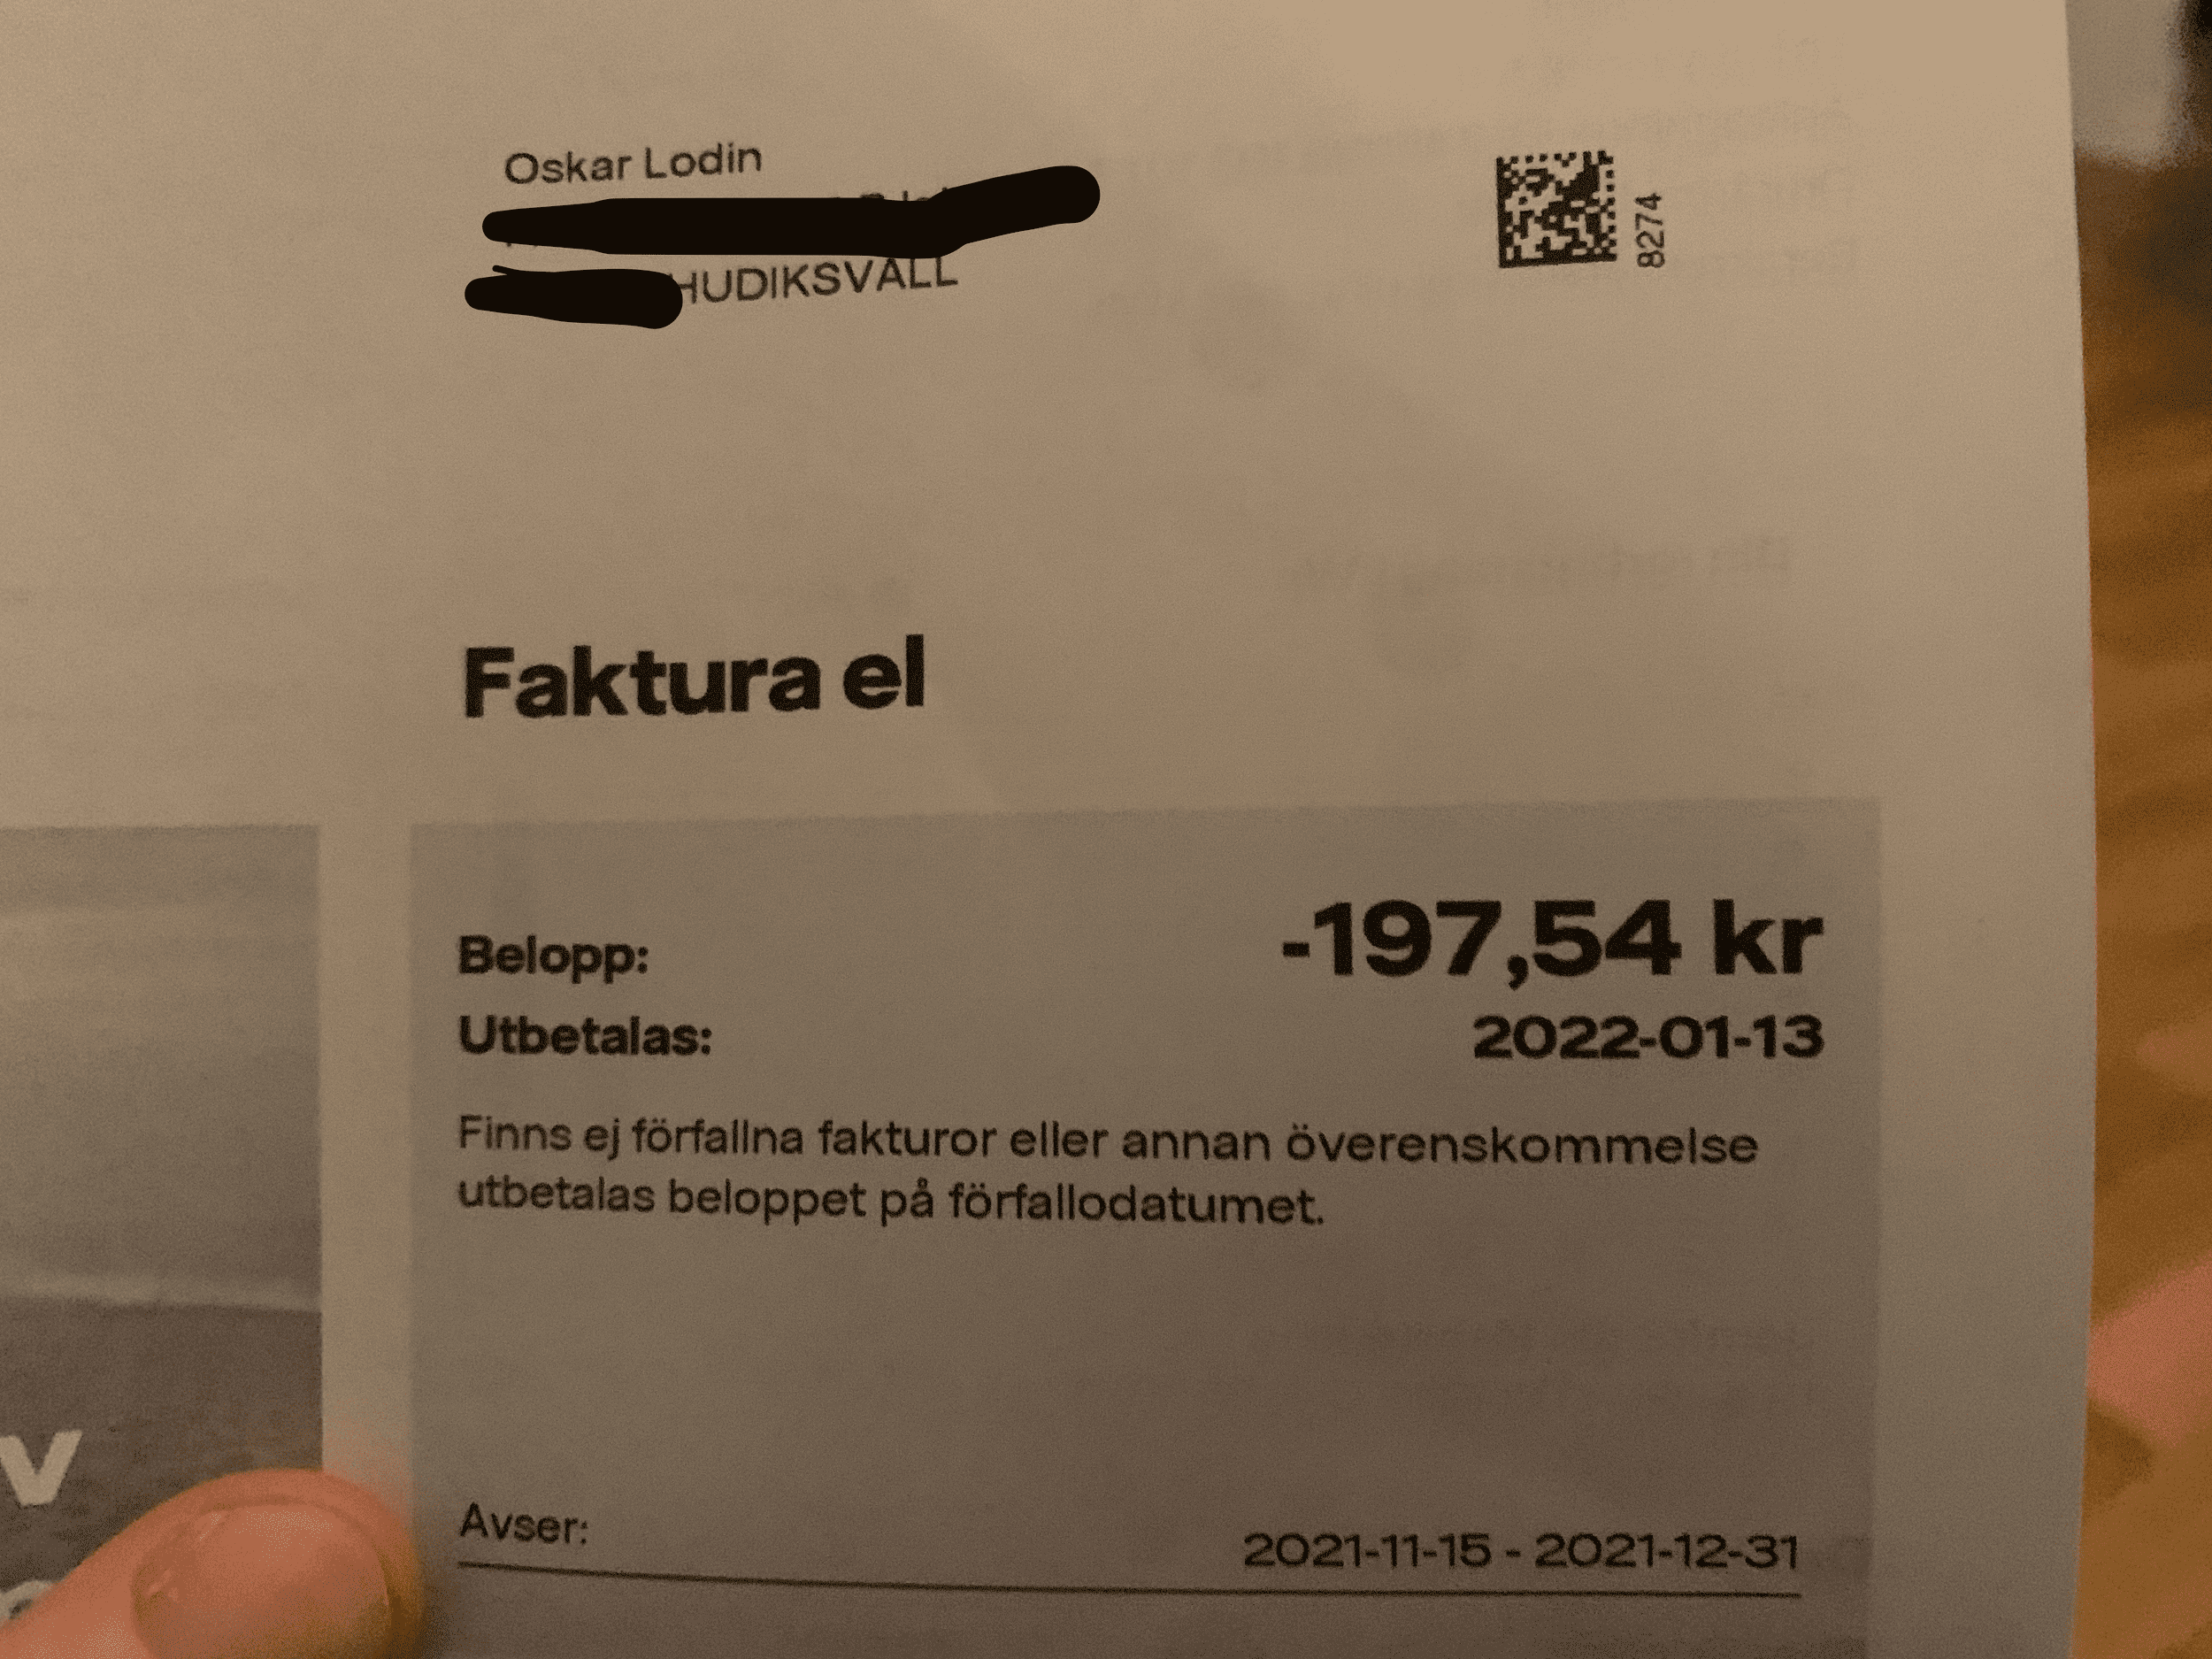 Oskar Lodin
HUDIKSVALL
8274
Faktura el
Belopp: -197,54 kr
Utbetalas: 2022-01-13
Finns ej förfallna fakturor eller annan överenskommelse
utbetalas beloppet på förfallodatumet.
v
Avser: 2021-11-15 - 2021-12-31